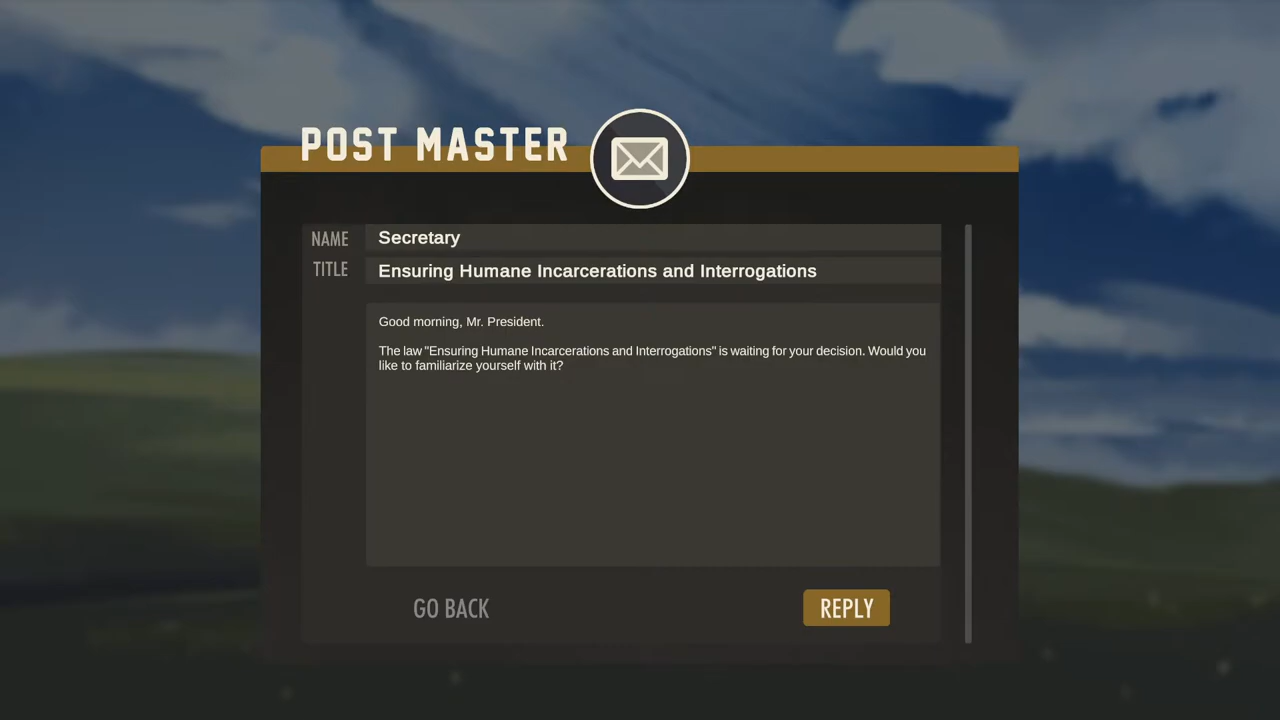 POST MASTER
NAME Secretary
TITLE Ensuring Humane Incarcerations and Interrogations
Good morning, Mr. President.
The law "Ensuring Humane Incarcerations and Interrogations" is waiting for your decision. Would you
like to familiarize yourself with it?
GO BACK REPLY